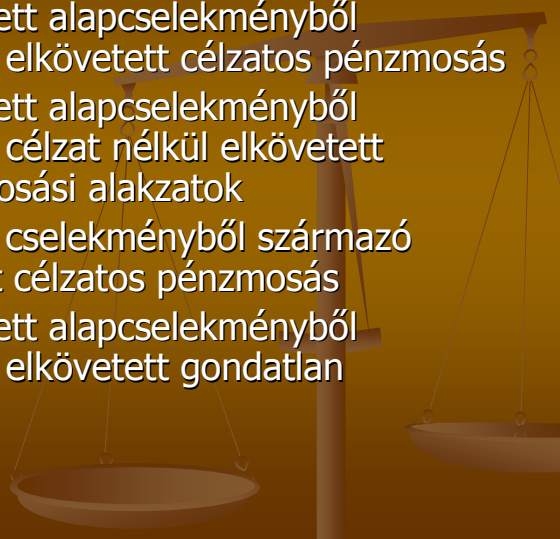 ett alapcselekményből
elkövetett célzatos pénzmosás
ett alapcselekményből
célzat nélkül elkövetett
osási alakzatok
cselekményből származó
t célzatos pénzmosás
ett alapcselekményből
elkövetett gondatlan